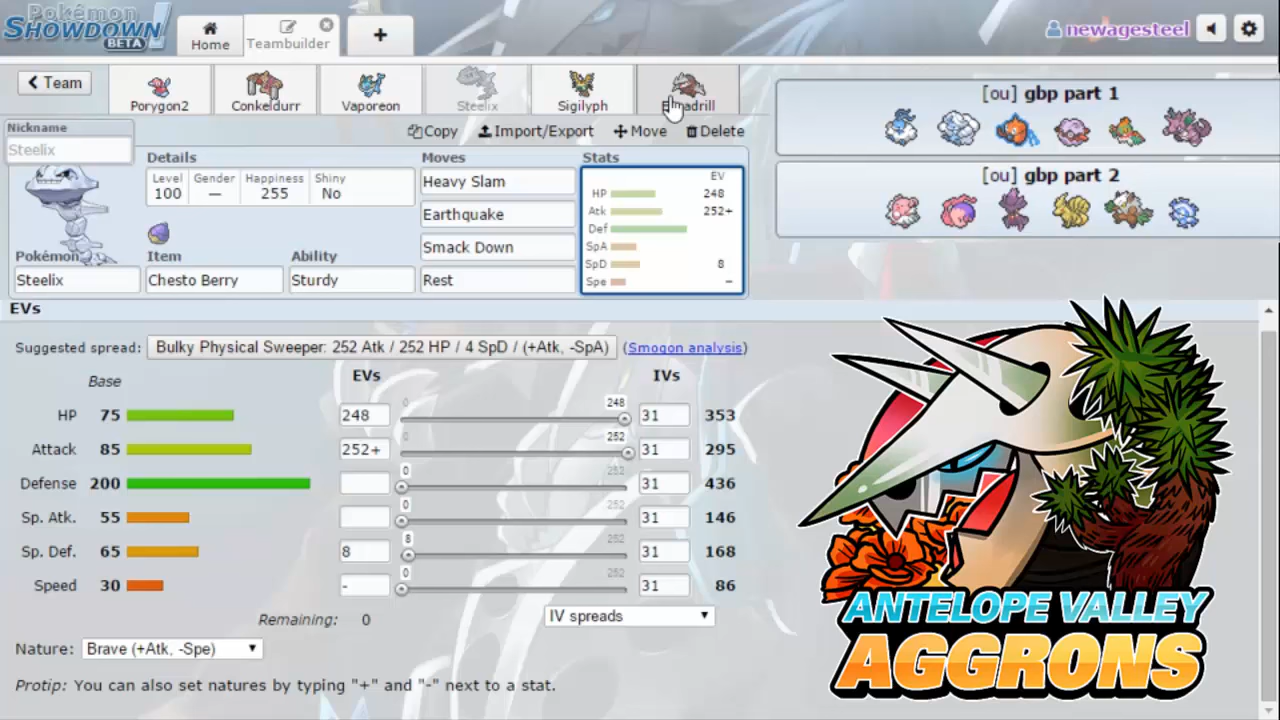 Pokémon
SHOWDOWN!
BETA
Home
Teambuilder
+
newagesteel
< Team
Porygon2
Conkeldurr
Vaporeon
Steelix
Sigilyph
Copy
Import/Export
Move
Delete
Nickname
Steelix
Details
Level
100
Gender
—
Happiness
255
Shiny
No
Pokémon
Steelix
Item
Chesto Berry
Ability
Sturdy
Moves
Heavy Slam
Earthquake
Smack Down
Rest
Stats
EV
HP 248
Atk 252+
Def
SpA
SpD 8
Spe –
[ou] gbp part 1
[ou] gbp part 2
EVs
Suggested spread: Bulky Physical Sweeper: 252 Atk / 252 HP / 4 SpD / (+Atk, -SpA) (Smogon analysis)
Base EVs IVs
HP 75 248 0 248 31 353
Attack 85 252+ 0 252 31 295
Defense 200 0 252 31 436
Sp. Atk. 55 0 252 31 146
Sp. Def. 65 8 8 252 31 168
Speed 30 - 0 252 31 86
Remaining: 0
IV spreads
Nature: Brave (+Atk, -Spe)
Protip: You can also set natures by typing "+" and "-" next to a stat.
ANTELOPE VALLEY
AGGRONS